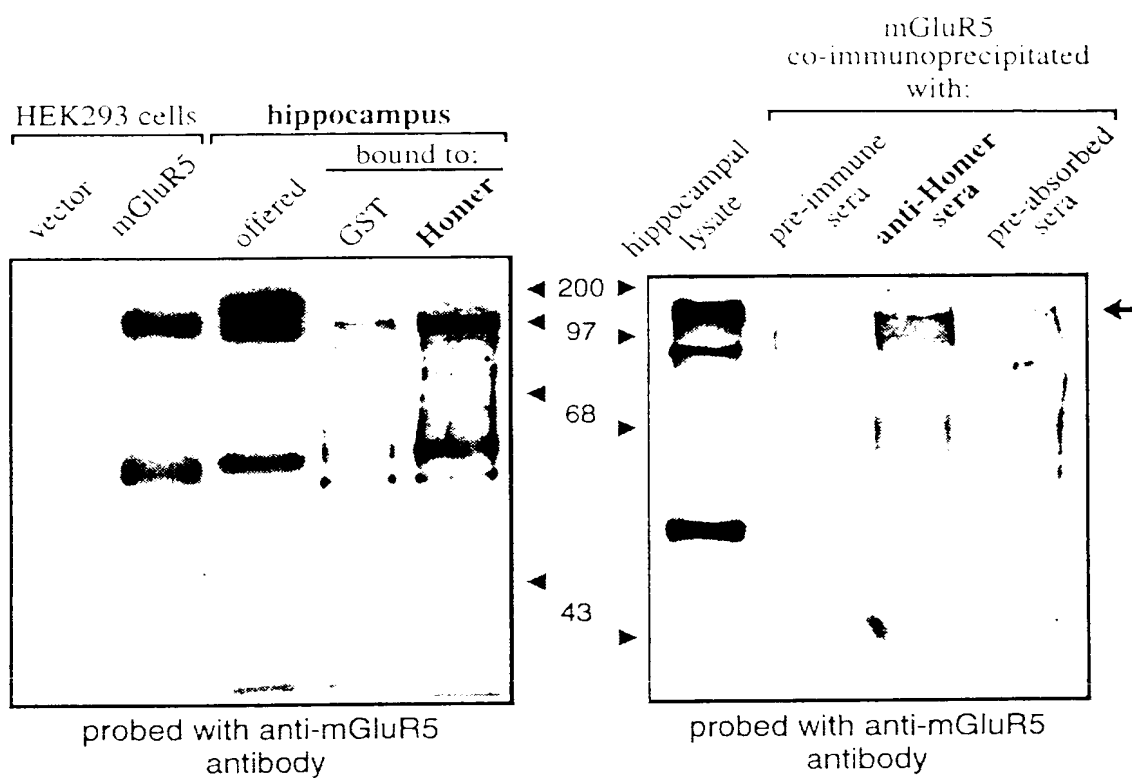 mGluR5
co-immunoprecipitated
with:
HEK293 cells
hippocampus
bound to:
vector
mGluR5
offered
GST
Homer
hippocampal
lysate
pre-immune
sera
anti-Homer
sera
pre-absorbed
sera
200
97
68
43
probed with anti-mGluR5
antibody
probed with anti-mGluR5
antibody